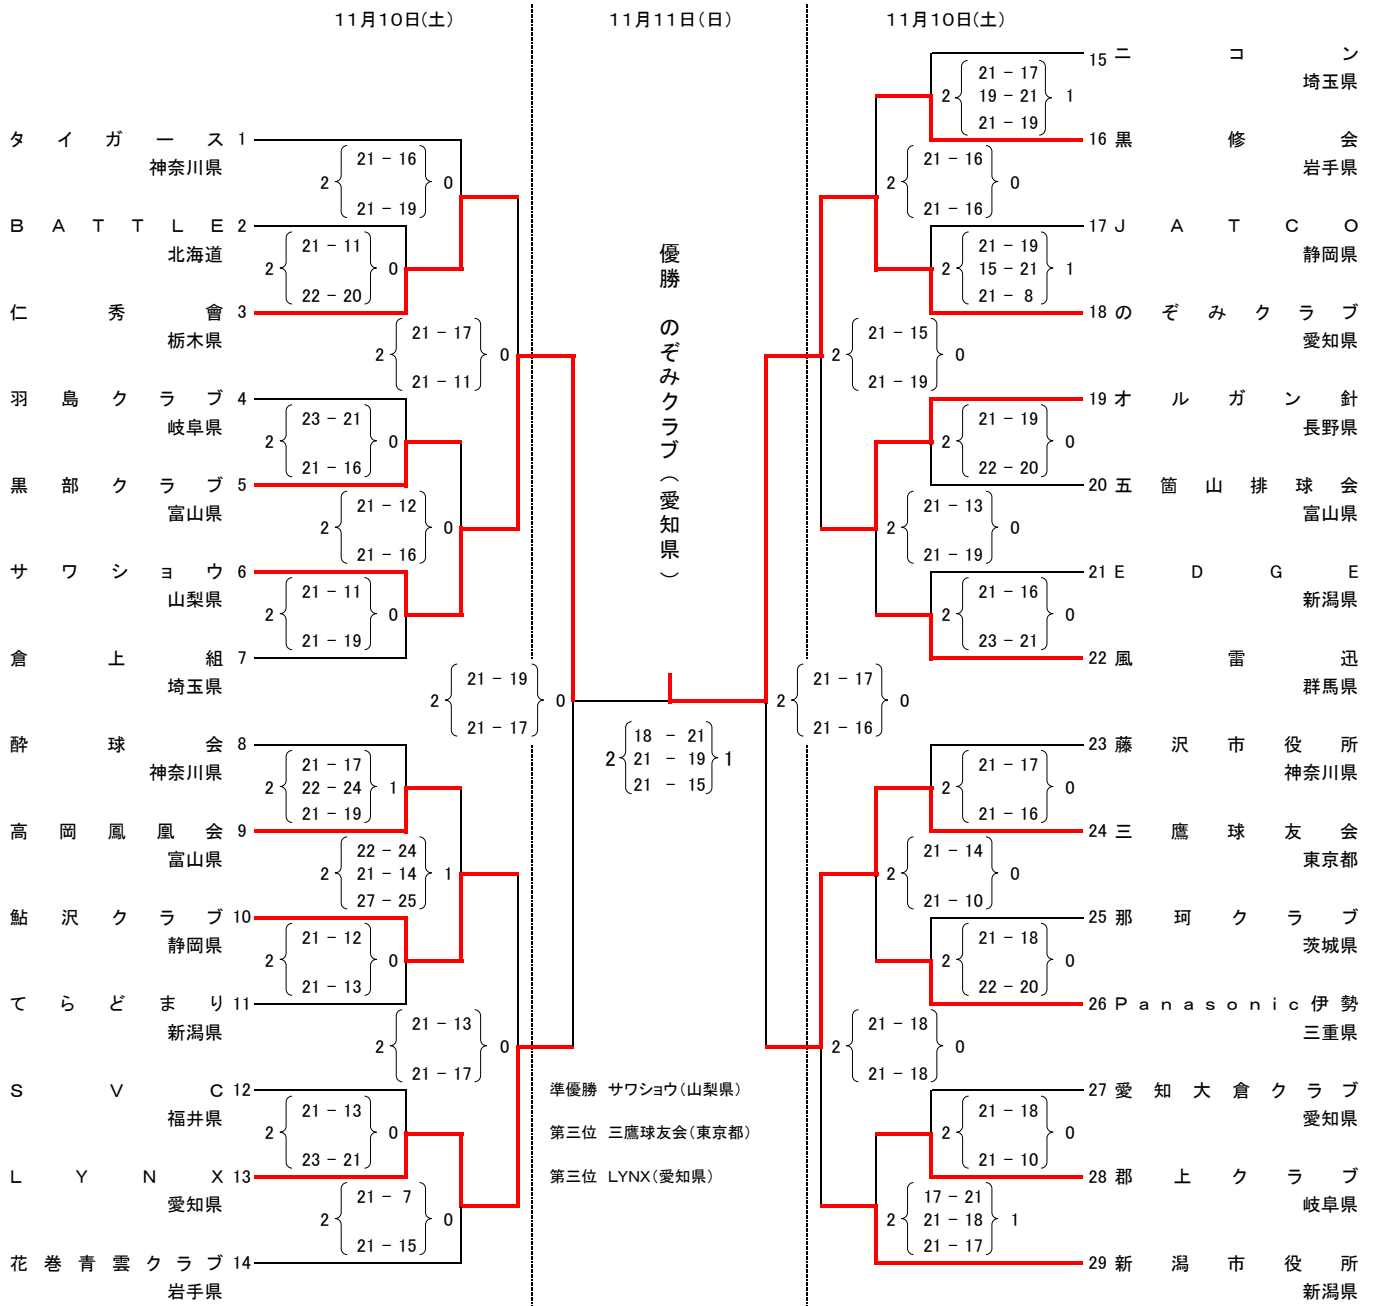 11月10日(土)
11月11日(日)
11月10日(土)
タイガース 1
神奈川県
21 － 16
2 0
21 － 19
BATTLE 2
北海道
21 － 11
2 0
22 － 20
仁秀會 3
栃木県
21 － 17
2 0
21 － 11
羽島クラブ 4
岐阜県
23 － 21
2 0
21 － 16
黒部クラブ 5
富山県
21 － 12
2 0
21 － 16
サワショウ 6
山梨県
21 － 11
2 0
21 － 19
倉上組 7
埼玉県
21 － 19
2 0
21 － 17
酔球会 8
神奈川県
21 － 17
2 22 － 24 1
21 － 19
高岡鳳凰会 9
富山県
22 － 24
2 21 － 14 1
27 － 25
鮎沢クラブ 10
静岡県
21 － 12
2 0
21 － 13
てらどまり 11
新潟県
21 － 13
2 0
21 － 17
SVC 12
福井県
21 － 13
2 0
23 － 21
LYNX 13
愛知県
21 － 7
2 0
21 － 15
花巻青雲クラブ 14
岩手県
優勝 のぞみクラブ(愛知県)
18 － 21
2 21 － 19 1
21 － 15
準優勝 サワショウ(山梨県)
第三位 三鷹球友会(東京都)
第三位 LYNX(愛知県)
15 ニコン
埼玉県
21 － 17
2 19 － 21 1
21 － 19
16 黒修会
岩手県
21 － 16
2 0
21 － 16
17 JATCO
静岡県
21 － 19
2 15 － 21 1
21 － 8
18 のぞみクラブ
愛知県
21 － 15
2 0
21 － 19
19 オルガン針
長野県
21 － 19
2 0
22 － 20
20 五箇山排球会
富山県
21 － 13
2 0
21 － 19
21 EDGE
新潟県
21 － 16
2 0
23 － 21
22 風雷迅
群馬県
21 － 17
2 0
21 － 16
23 藤沢市役所
神奈川県
21 － 17
2 0
21 － 16
24 三鷹球友会
東京都
21 － 14
2 0
21 － 10
25 那珂クラブ
茨城県
21 － 18
2 0
22 － 20
26 Panasonic伊勢
三重県
21 － 18
2 0
21 － 18
27 愛知大倉クラブ
愛知県
21 － 18
2 0
21 － 10
28 郡上クラブ
岐阜県
17 － 21
2 21 － 18 1
21 － 17
29 新潟市役所
新潟県